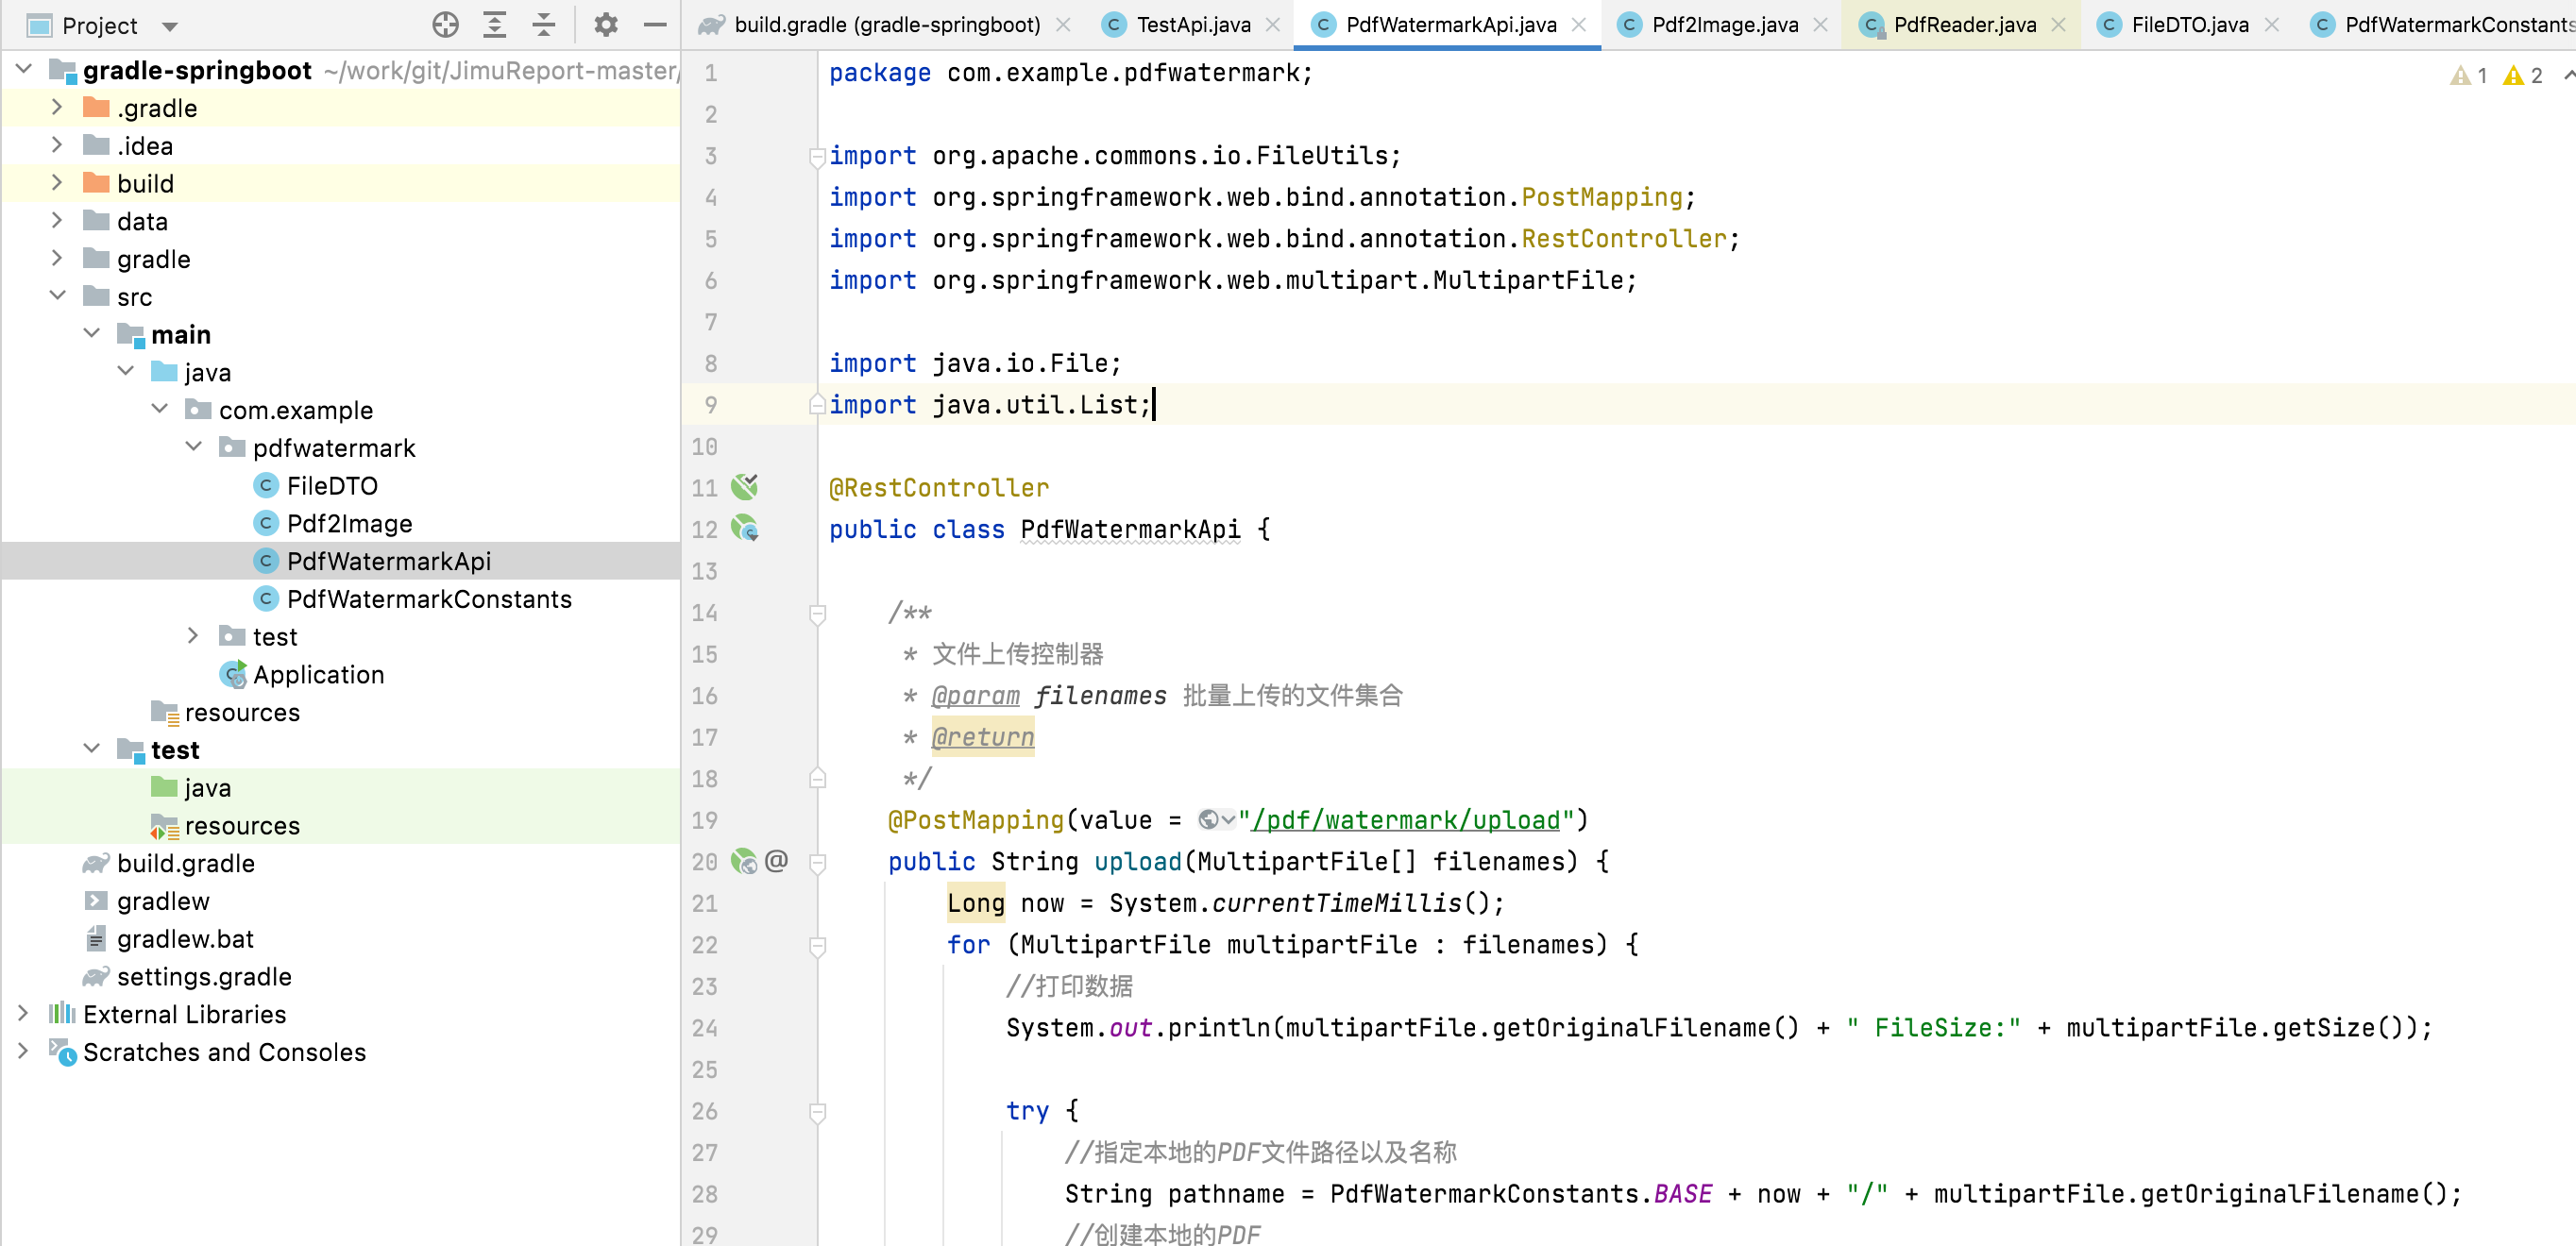 Project
gradle-springboot ~/work/git/JimuReport-master/
.gradle
.idea
build
data
gradle
src
main
java
com.example
pdfwatermark
FileDTO
Pdf2Image
PdfWatermarkApi
PdfWatermarkConstants
test
Application
resources
test
java
resources
build.gradle
gradlew
gradlew.bat
settings.gradle
External Libraries
Scratches and Consoles
build.gradle (gradle-springboot) TestApi.java PdfWatermarkApi.java Pdf2Image.java PdfReader.java FileDTO.java PdfWatermarkConstants
1 2
1 package com.example.pdfwatermark;
2
3 import org.apache.commons.io.FileUtils;
4 import org.springframework.web.bind.annotation.PostMapping;
5 import org.springframework.web.bind.annotation.RestController;
6 import org.springframework.web.multipart.MultipartFile;
7
8 import java.io.File;
9 import java.util.List;
10
11 @RestController
12 public class PdfWatermarkApi {
13
14 /**
15 * 文件上传控制器
16 * @param filenames 批量上传的文件集合
17 * @return
18 */
19 @PostMapping(value = "/pdf/watermark/upload")
20 @ public String upload(MultipartFile[] filenames) {
21 Long now = System.currentTimeMillis();
22 for (MultipartFile multipartFile : filenames) {
23 //打印数据
24 System.out.println(multipartFile.getOriginalFilename() + " FileSize:" + multipartFile.getSize());
25
26 try {
27 //指定本地的PDF文件路径以及名称
28 String pathname = PdfWatermarkConstants.BASE + now + "/" + multipartFile.getOriginalFilename();
29 //创建本地的PDF